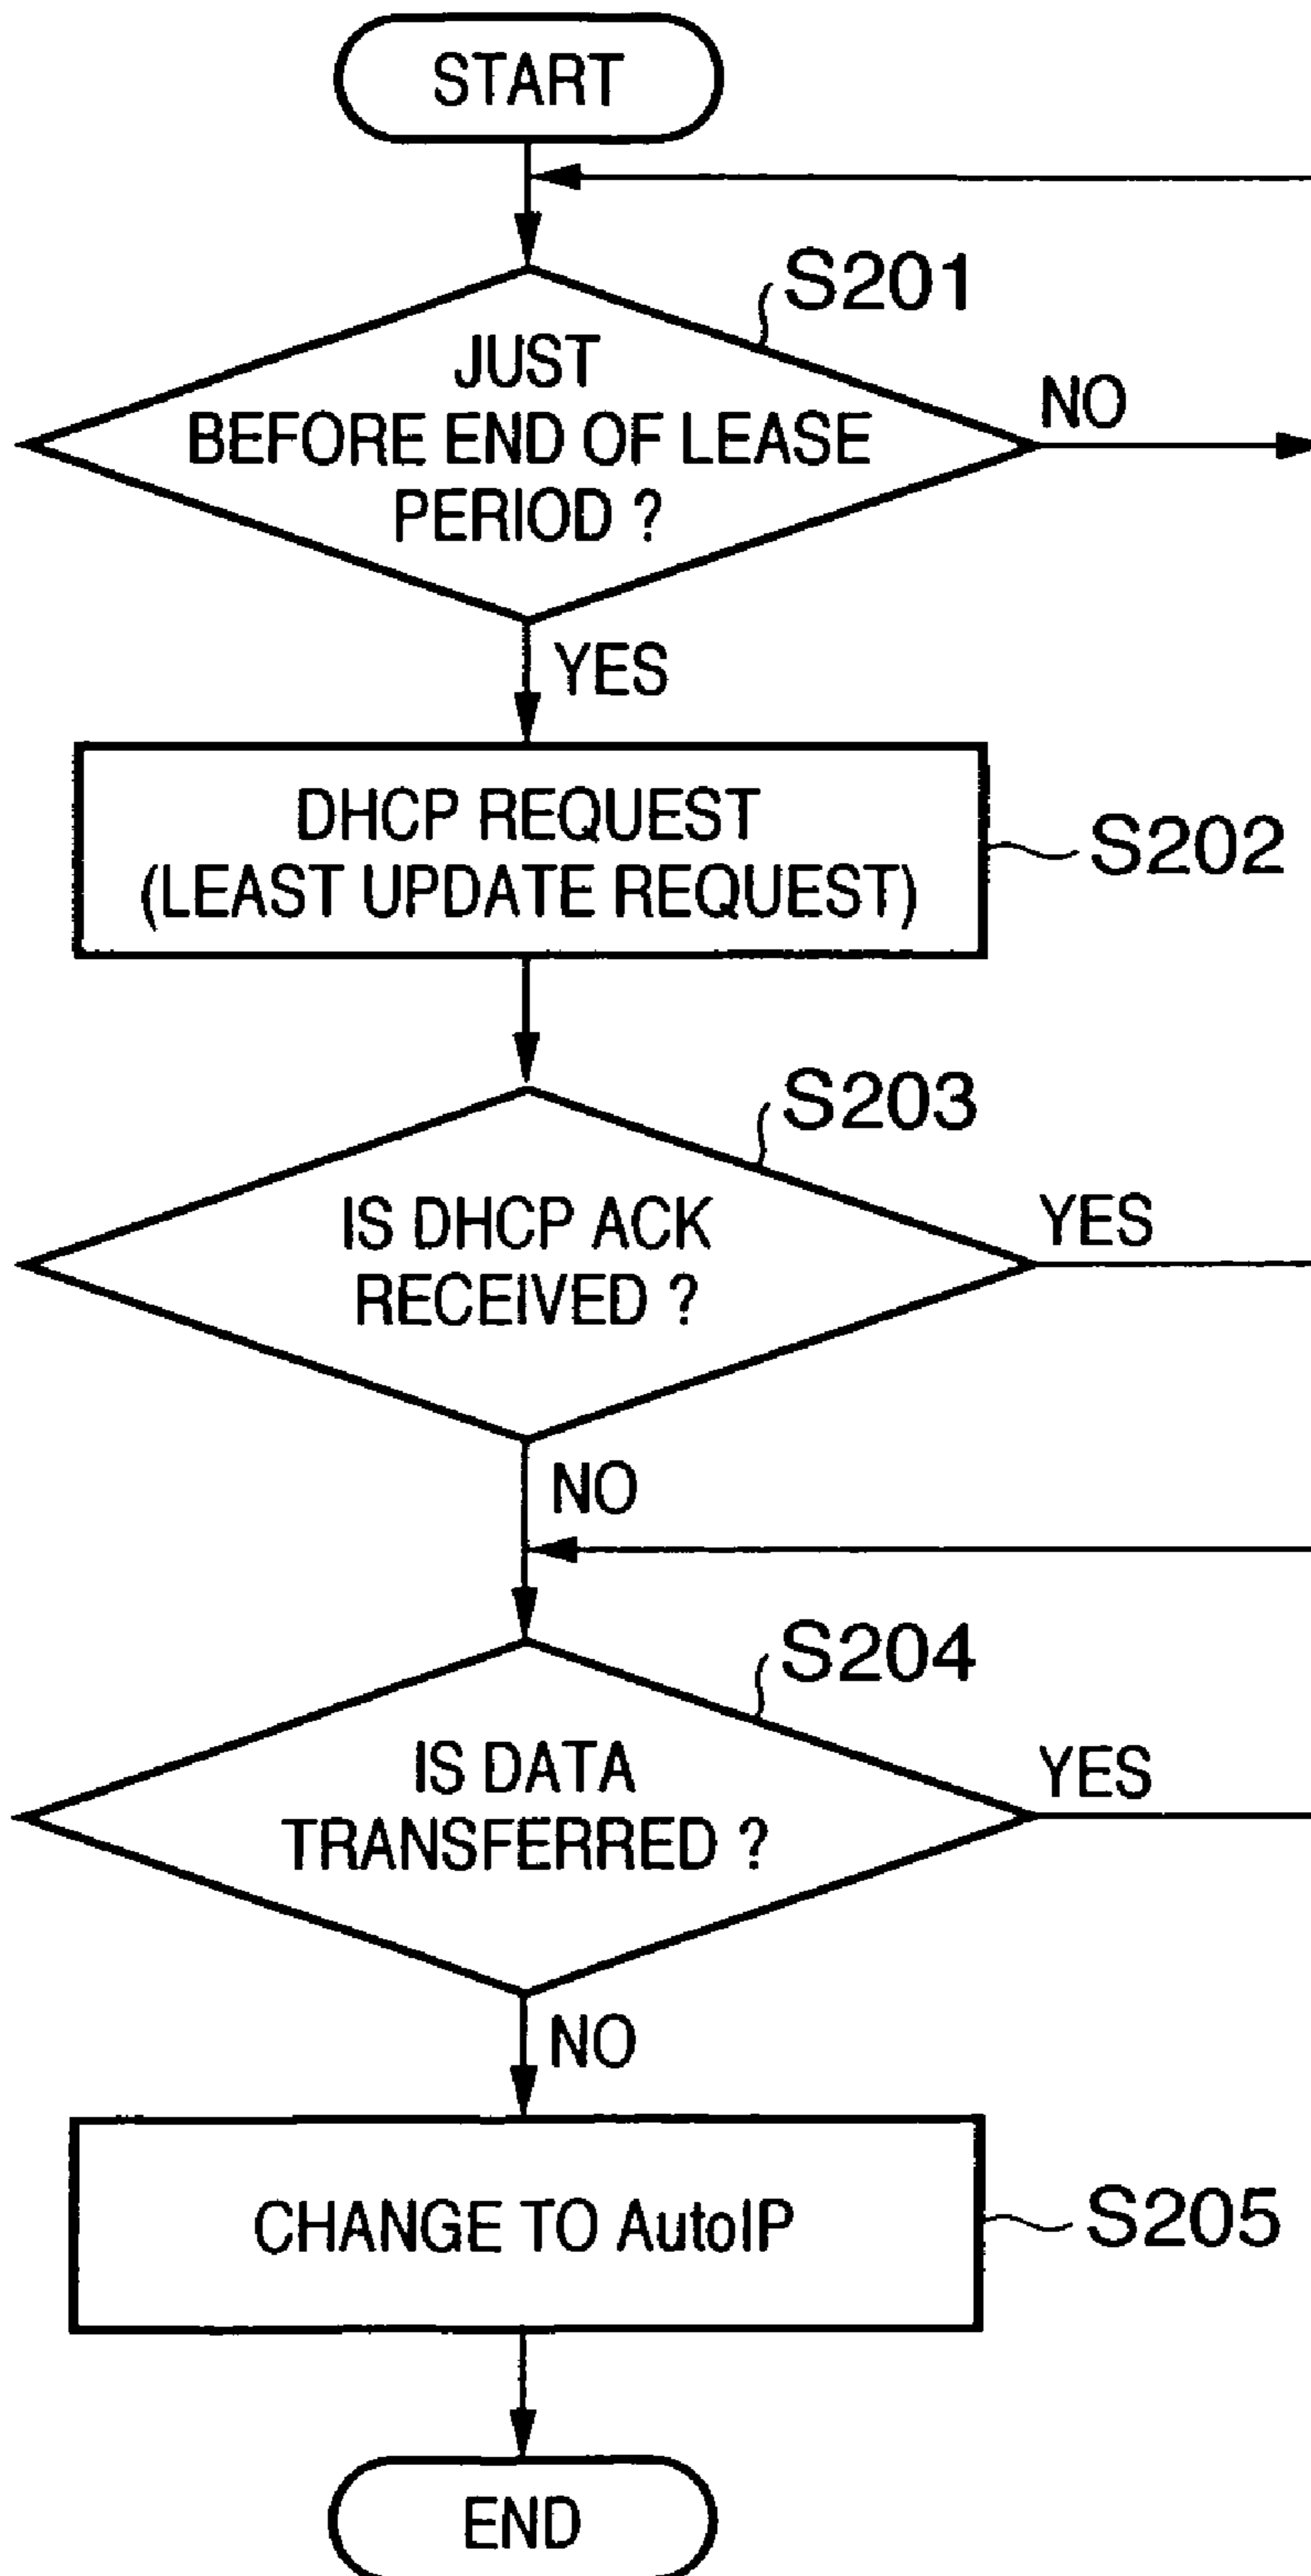 START
S201
JUST
BEFORE END OF LEASE
PERIOD ?
NO
YES
DHCP REQUEST
(LEAST UPDATE REQUEST)
S202
S203
IS DHCP ACK
RECEIVED ?
YES
NO
S204
IS DATA
TRANSFERRED ?
YES
NO
CHANGE TO AutoIP
S205
END